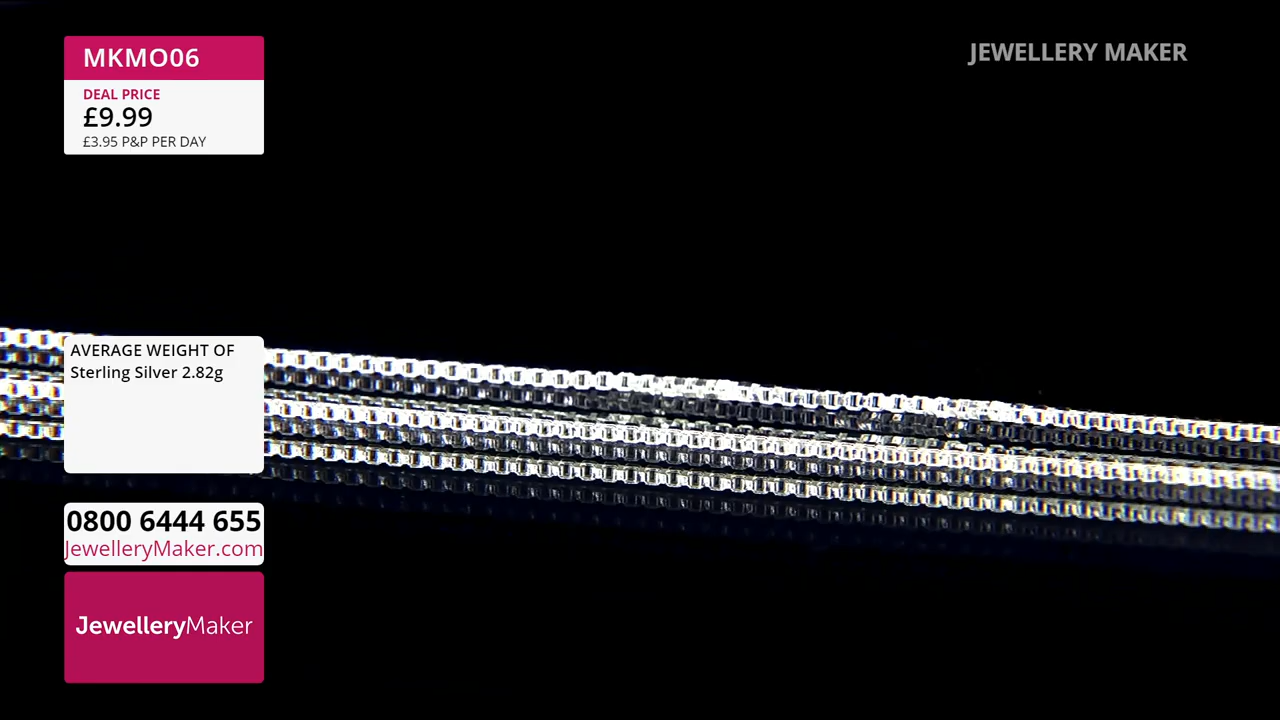 MKMO06
DEAL PRICE
£9.99
£3.95 P&P PER DAY
JEWELLERY MAKER
AVERAGE WEIGHT OF
Sterling Silver 2.82g
0800 6444 655
JewelleryMaker.com
JewelleryMaker